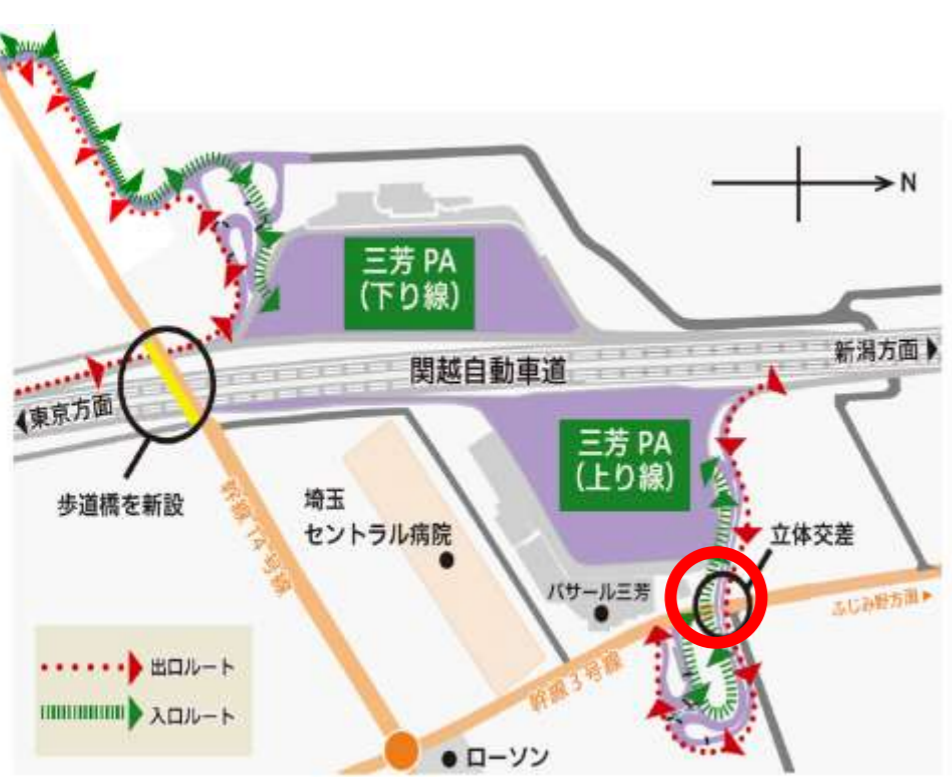 N
三芳 PA
(下り線)
関越自動車道
新潟方面
東京方面
三芳 PA
(上り線)
歩道橋を新設
埼玉
セントラル病院
幹線 14 号線
立体交差
パサール三芳
ふじみ野方面
幹線 3 号線
出口ルート
入口ルート
ローソン